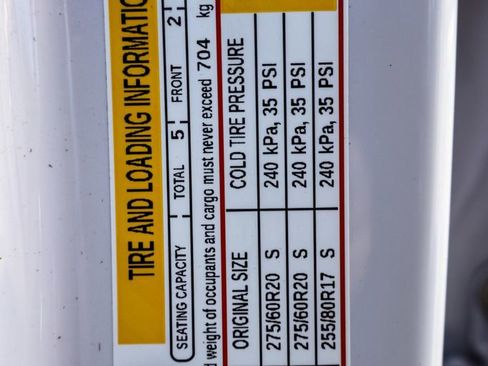 TIRE AND LOADING INFORMATIO
SEATING CAPACITY TOTAL 5 FRONT 2
weight of occupants and cargo must never exceed 704 kg
ORIGINAL SIZE COLD TIRE PRESSURE
275/60R20 S 240 kPa, 35 PSI
275/60R20 S 240 kPa, 35 PSI
255/80R17 S 240 kPa, 35 PSI